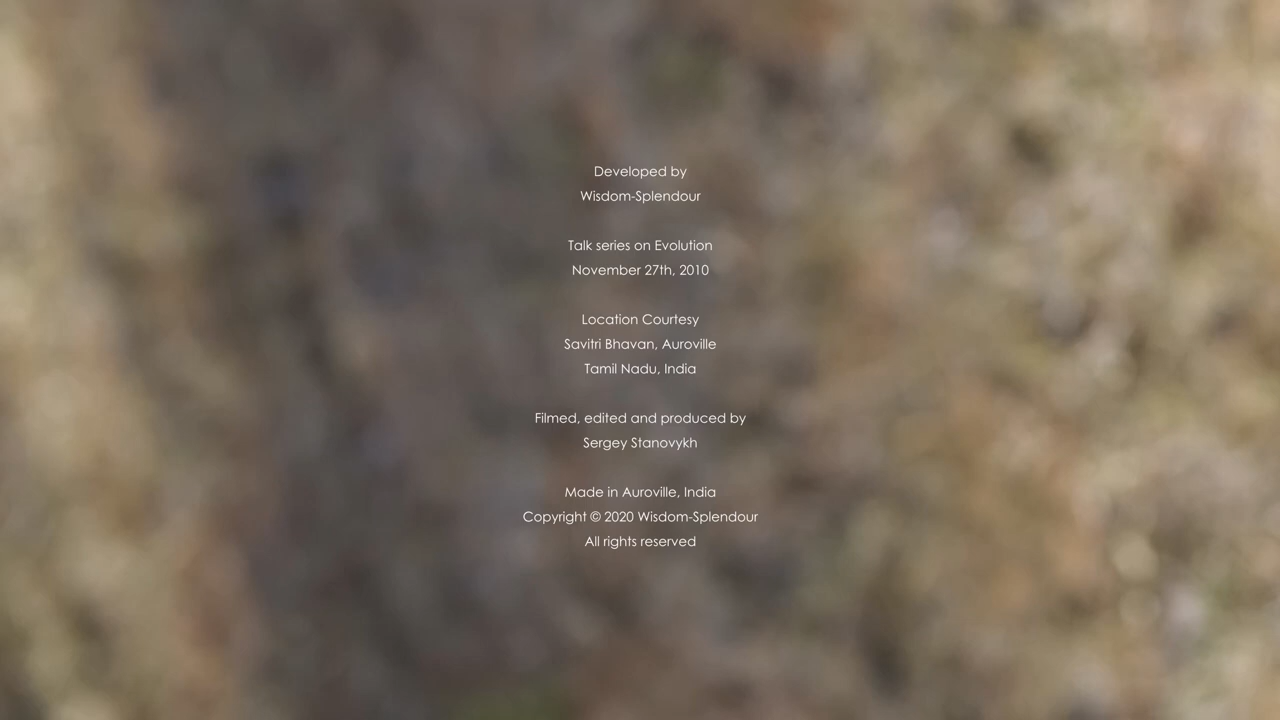 Developed by
Wisdom-Splendour
Talk series on Evolution
November 27th, 2010
Location Courtesy
Savitri Bhavan, Auroville
Tamil Nadu, India
Filmed, edited and produced by
Sergey Stanovykh
Made in Auroville, India
Copyright © 2020 Wisdom-Splendour
All rights reserved